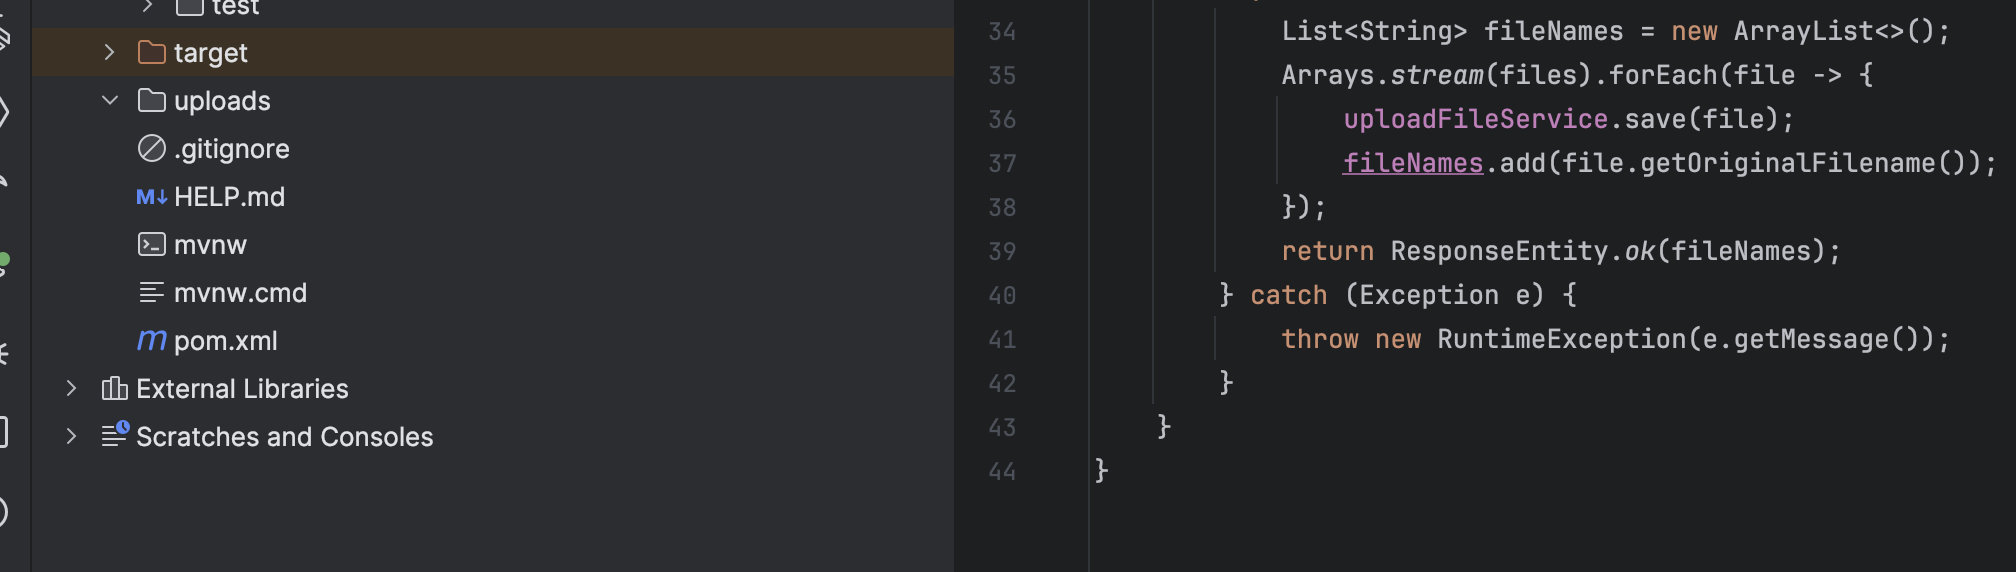 test
target
uploads
.gitignore
M↓ HELP.md
mvnw
mvnw.cmd
m pom.xml
External Libraries
Scratches and Consoles
34 List<String> fileNames = new ArrayList<>();
35 Arrays.stream(files).forEach(file -> {
36 uploadFileService.save(file);
37 fileNames.add(file.getOriginalFilename());
38 });
39 return ResponseEntity.ok(fileNames);
40 } catch (Exception e) {
41 throw new RuntimeException(e.getMessage());
42 }
43 }
44 }